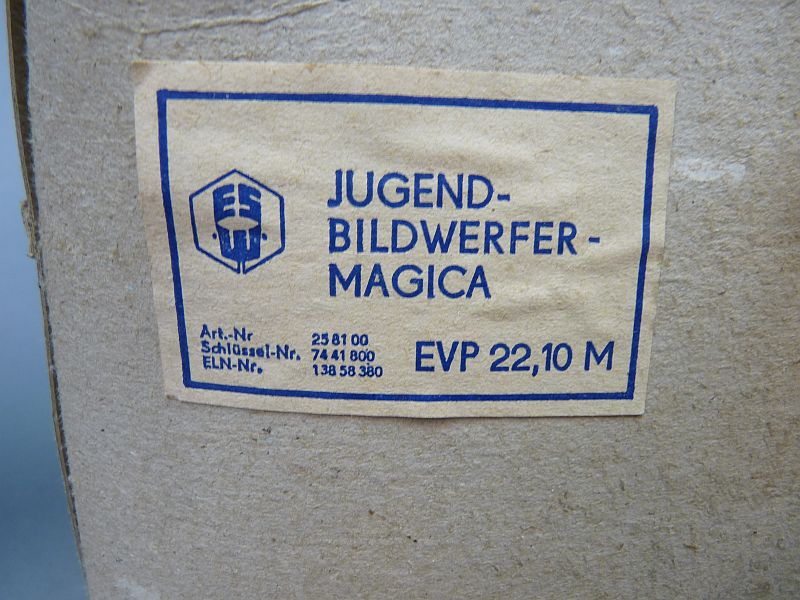 ES
JUGEND-
BILDWERFER-
MAGICA
Art.-Nr 25 81 00
Schlüssel-Nr. 74 41 800
ELN-Nr. 138 58 380
EVP 22,10 M